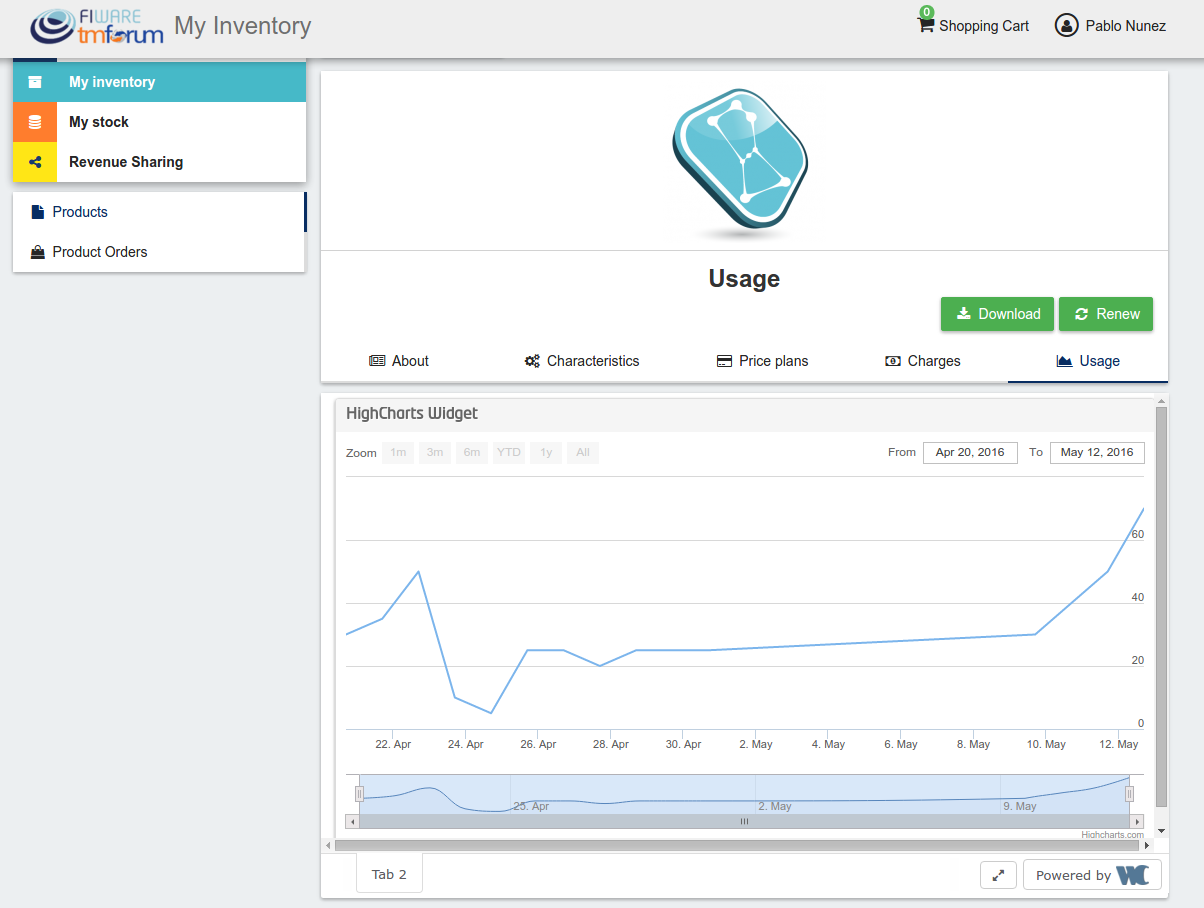 FIWARE
tmforum
My Inventory
0
Shopping Cart
Pablo Nunez
My inventory
My stock
Revenue Sharing
Products
Product Orders
Usage
Download
Renew
About
Characteristics
Price plans
Charges
Usage
HighCharts Widget
Zoom 1m 3m 6m YTD 1y All From Apr 20, 2016 To May 12, 2016
60
40
20
0
22. Apr 24. Apr 26. Apr 28. Apr 30. Apr 2. May 4. May 6. May 8. May 10. May 12. May
25. Apr 2. May 9. May
Highcharts.com
Tab 2
Powered by WC